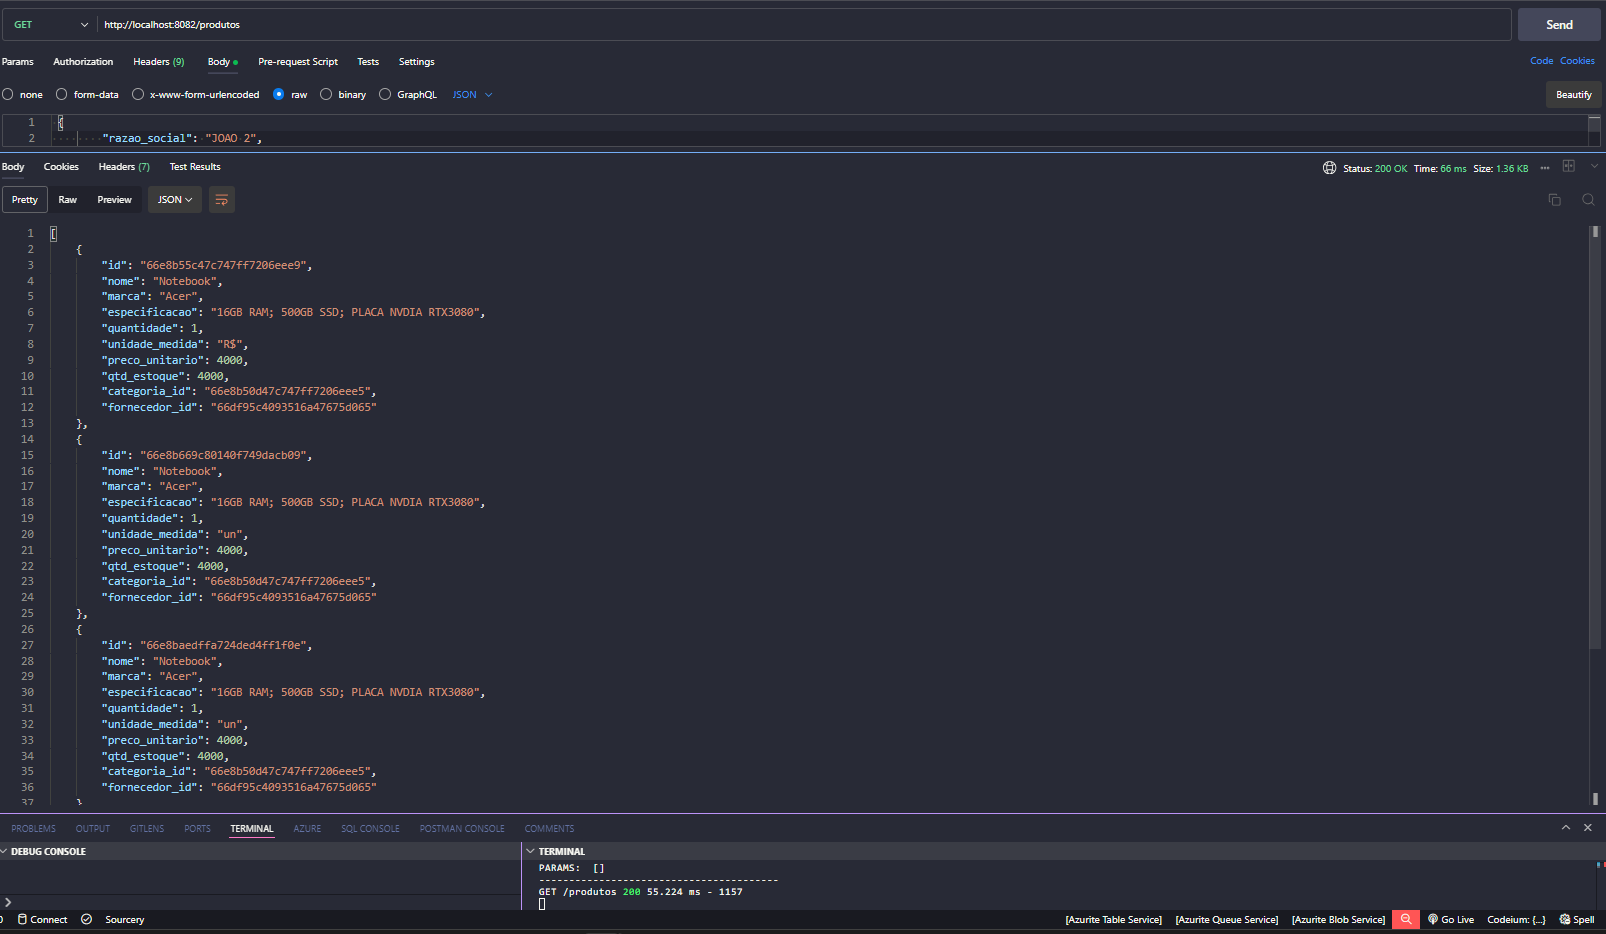 GET http://localhost:8082/produtos Send
Params Authorization Headers (9) Body Pre-request Script Tests Settings Code Cookies
none form-data x-www-form-urlencoded raw binary GraphQL JSON Beautify
1 {
2 "razao_social": "JOAO 2",
Body Cookies Headers (7) Test Results Status: 200 OK Time: 66 ms Size: 1.36 KB
Pretty Raw Preview JSON
1 [
2 {
3 "id": "66e8b55c47c747ff7206eee9",
4 "nome": "Notebook",
5 "marca": "Acer",
6 "especificacao": "16GB RAM; 500GB SSD; PLACA NVDIA RTX3080",
7 "quantidade": 1,
8 "unidade_medida": "R$",
9 "preco_unitario": 4000,
10 "qtd_estoque": 4000,
11 "categoria_id": "66e8b50d47c747ff7206eee5",
12 "fornecedor_id": "66df95c4093516a47675d065"
13 },
14 {
15 "id": "66e8b669c80140f749dacb09",
16 "nome": "Notebook",
17 "marca": "Acer",
18 "especificacao": "16GB RAM; 500GB SSD; PLACA NVDIA RTX3080",
19 "quantidade": 1,
20 "unidade_medida": "un",
21 "preco_unitario": 4000,
22 "qtd_estoque": 4000,
23 "categoria_id": "66e8b50d47c747ff7206eee5",
24 "fornecedor_id": "66df95c4093516a47675d065"
25 },
26 {
27 "id": "66e8baedffa724ded4ff1f0e",
28 "nome": "Notebook",
29 "marca": "Acer",
30 "especificacao": "16GB RAM; 500GB SSD; PLACA NVDIA RTX3080",
31 "quantidade": 1,
32 "unidade_medida": "un",
33 "preco_unitario": 4000,
34 "qtd_estoque": 4000,
35 "categoria_id": "66e8b50d47c747ff7206eee5",
36 "fornecedor_id": "66df95c4093516a47675d065"
37 }
PROBLEMS OUTPUT GITLENS PORTS TERMINAL AZURE SQL CONSOLE POSTMAN CONSOLE COMMENTS
DEBUG CONSOLE TERMINAL
PARAMS: []
-------------------------------------
GET /produtos 200 55.224 ms - 1157
Connect Sourcery [Azurite Table Service] [Azurite Queue Service] [Azurite Blob Service] Go Live Codeium: {...} Spell